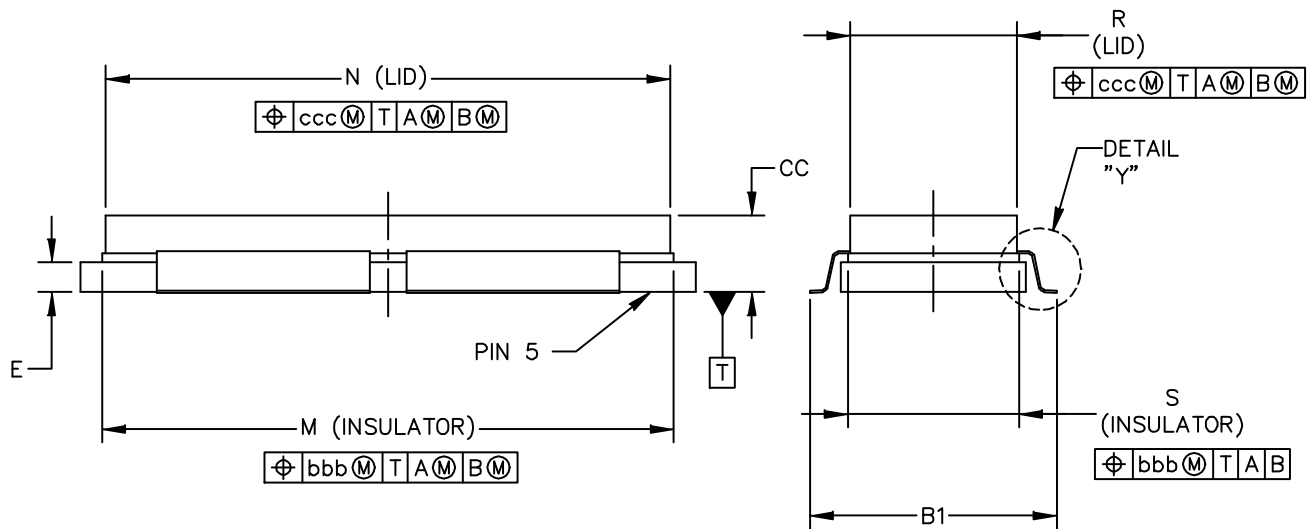 R
(LID)
⌖ ccc Ⓜ T A Ⓜ B Ⓜ
N (LID)
⌖ ccc Ⓜ T A Ⓜ B Ⓜ
DETAIL
"Y"
CC
PIN 5
E
T
S
(INSULATOR)
⌖ bbb Ⓜ T A B
M (INSULATOR)
⌖ bbb Ⓜ T A Ⓜ B Ⓜ
B1